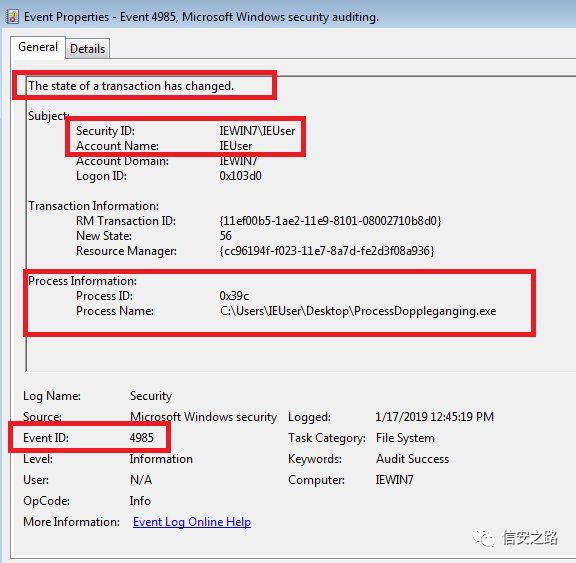 Event Properties - Event 4985, Microsoft Windows security auditing.
General Details
The state of a transaction has changed.
Subject:
Security ID: IEWIN7\IEUser
Account Name: IEUser
Account Domain: IEWIN7
Logon ID: 0x103d0
Transaction Information:
RM Transaction ID: {11ef00b5-1ae2-11e9-8101-08002710b8d0}
New State: 56
Resource Manager: {cc96194f-f023-11e7-8a7d-fe2d3f08a936}
Process Information:
Process ID: 0x39c
Process Name: C:\Users\IEUser\Desktop\ProcessDoppleganging.exe
Log Name: Security
Source: Microsoft Windows security Logged: 1/17/2019 12:45:19 PM
Event ID: 4985 Task Category: File System
Level: Information Keywords: Audit Success
User: N/A Computer: IEWIN7
OpCode: Info
More Information: Event Log Online Help
信安之路